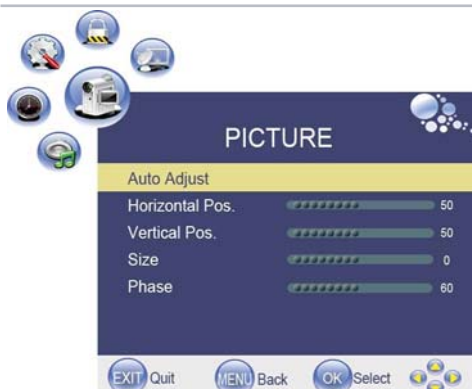 PICTURE
Auto Adjust
Horizontal Pos. 50
Vertical Pos. 50
Size 0
Phase 60
EXIT Quit MENU Back OK Select